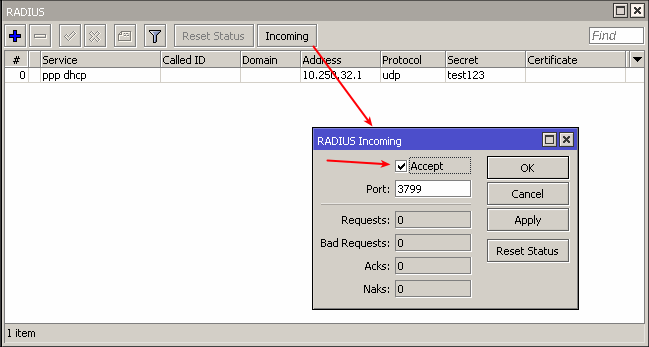 RADIUS
Reset Status Incoming Find
# Service Called ID Domain Address Protocol Secret Certificate
0 ppp dhcp 10.250.32.1 udp test123
RADIUS Incoming
Accept OK
Port: 3799 Cancel
Requests: 0 Apply
Bad Requests: 0 Reset Status
Acks: 0
Naks: 0
1 item